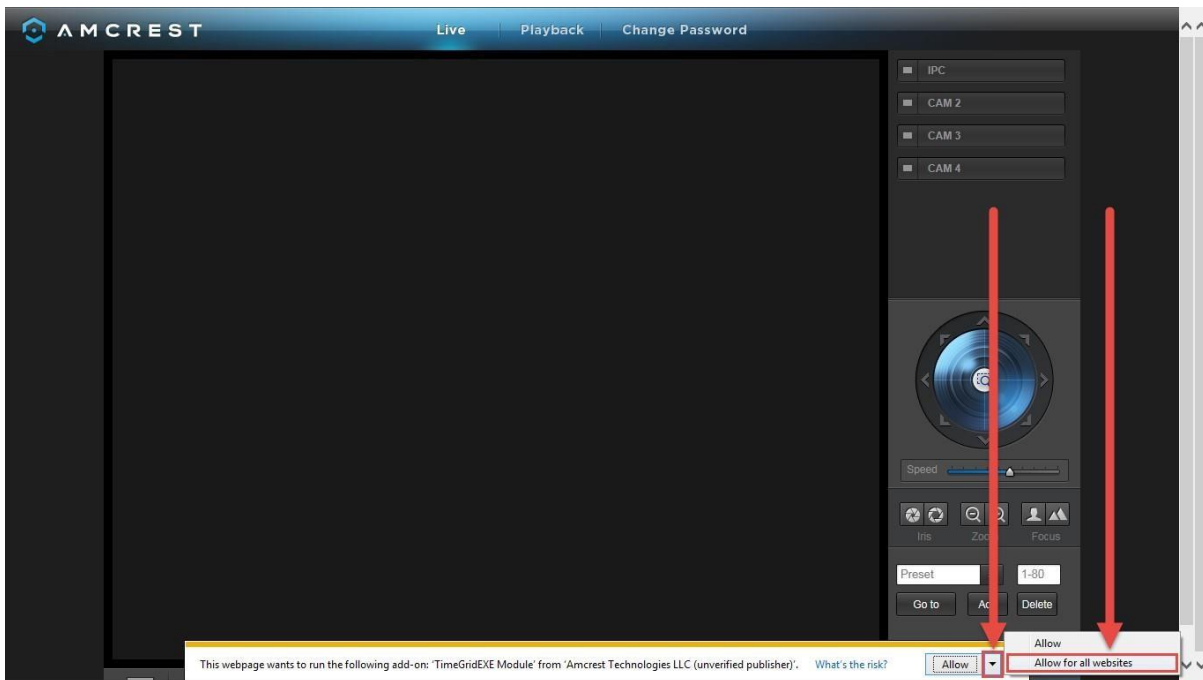 AMCREST
Live Playback Change Password
IPC
CAM 2
CAM 3
CAM 4
Speed
Iris Focus
Preset 1-80
Go to Delete
Allow
This webpage wants to run the following add-on: 'TimeGridEXE Module' from 'Amcrest Technologies LLC (unverified publisher)'. What's the risk? Allow
Allow for all websites